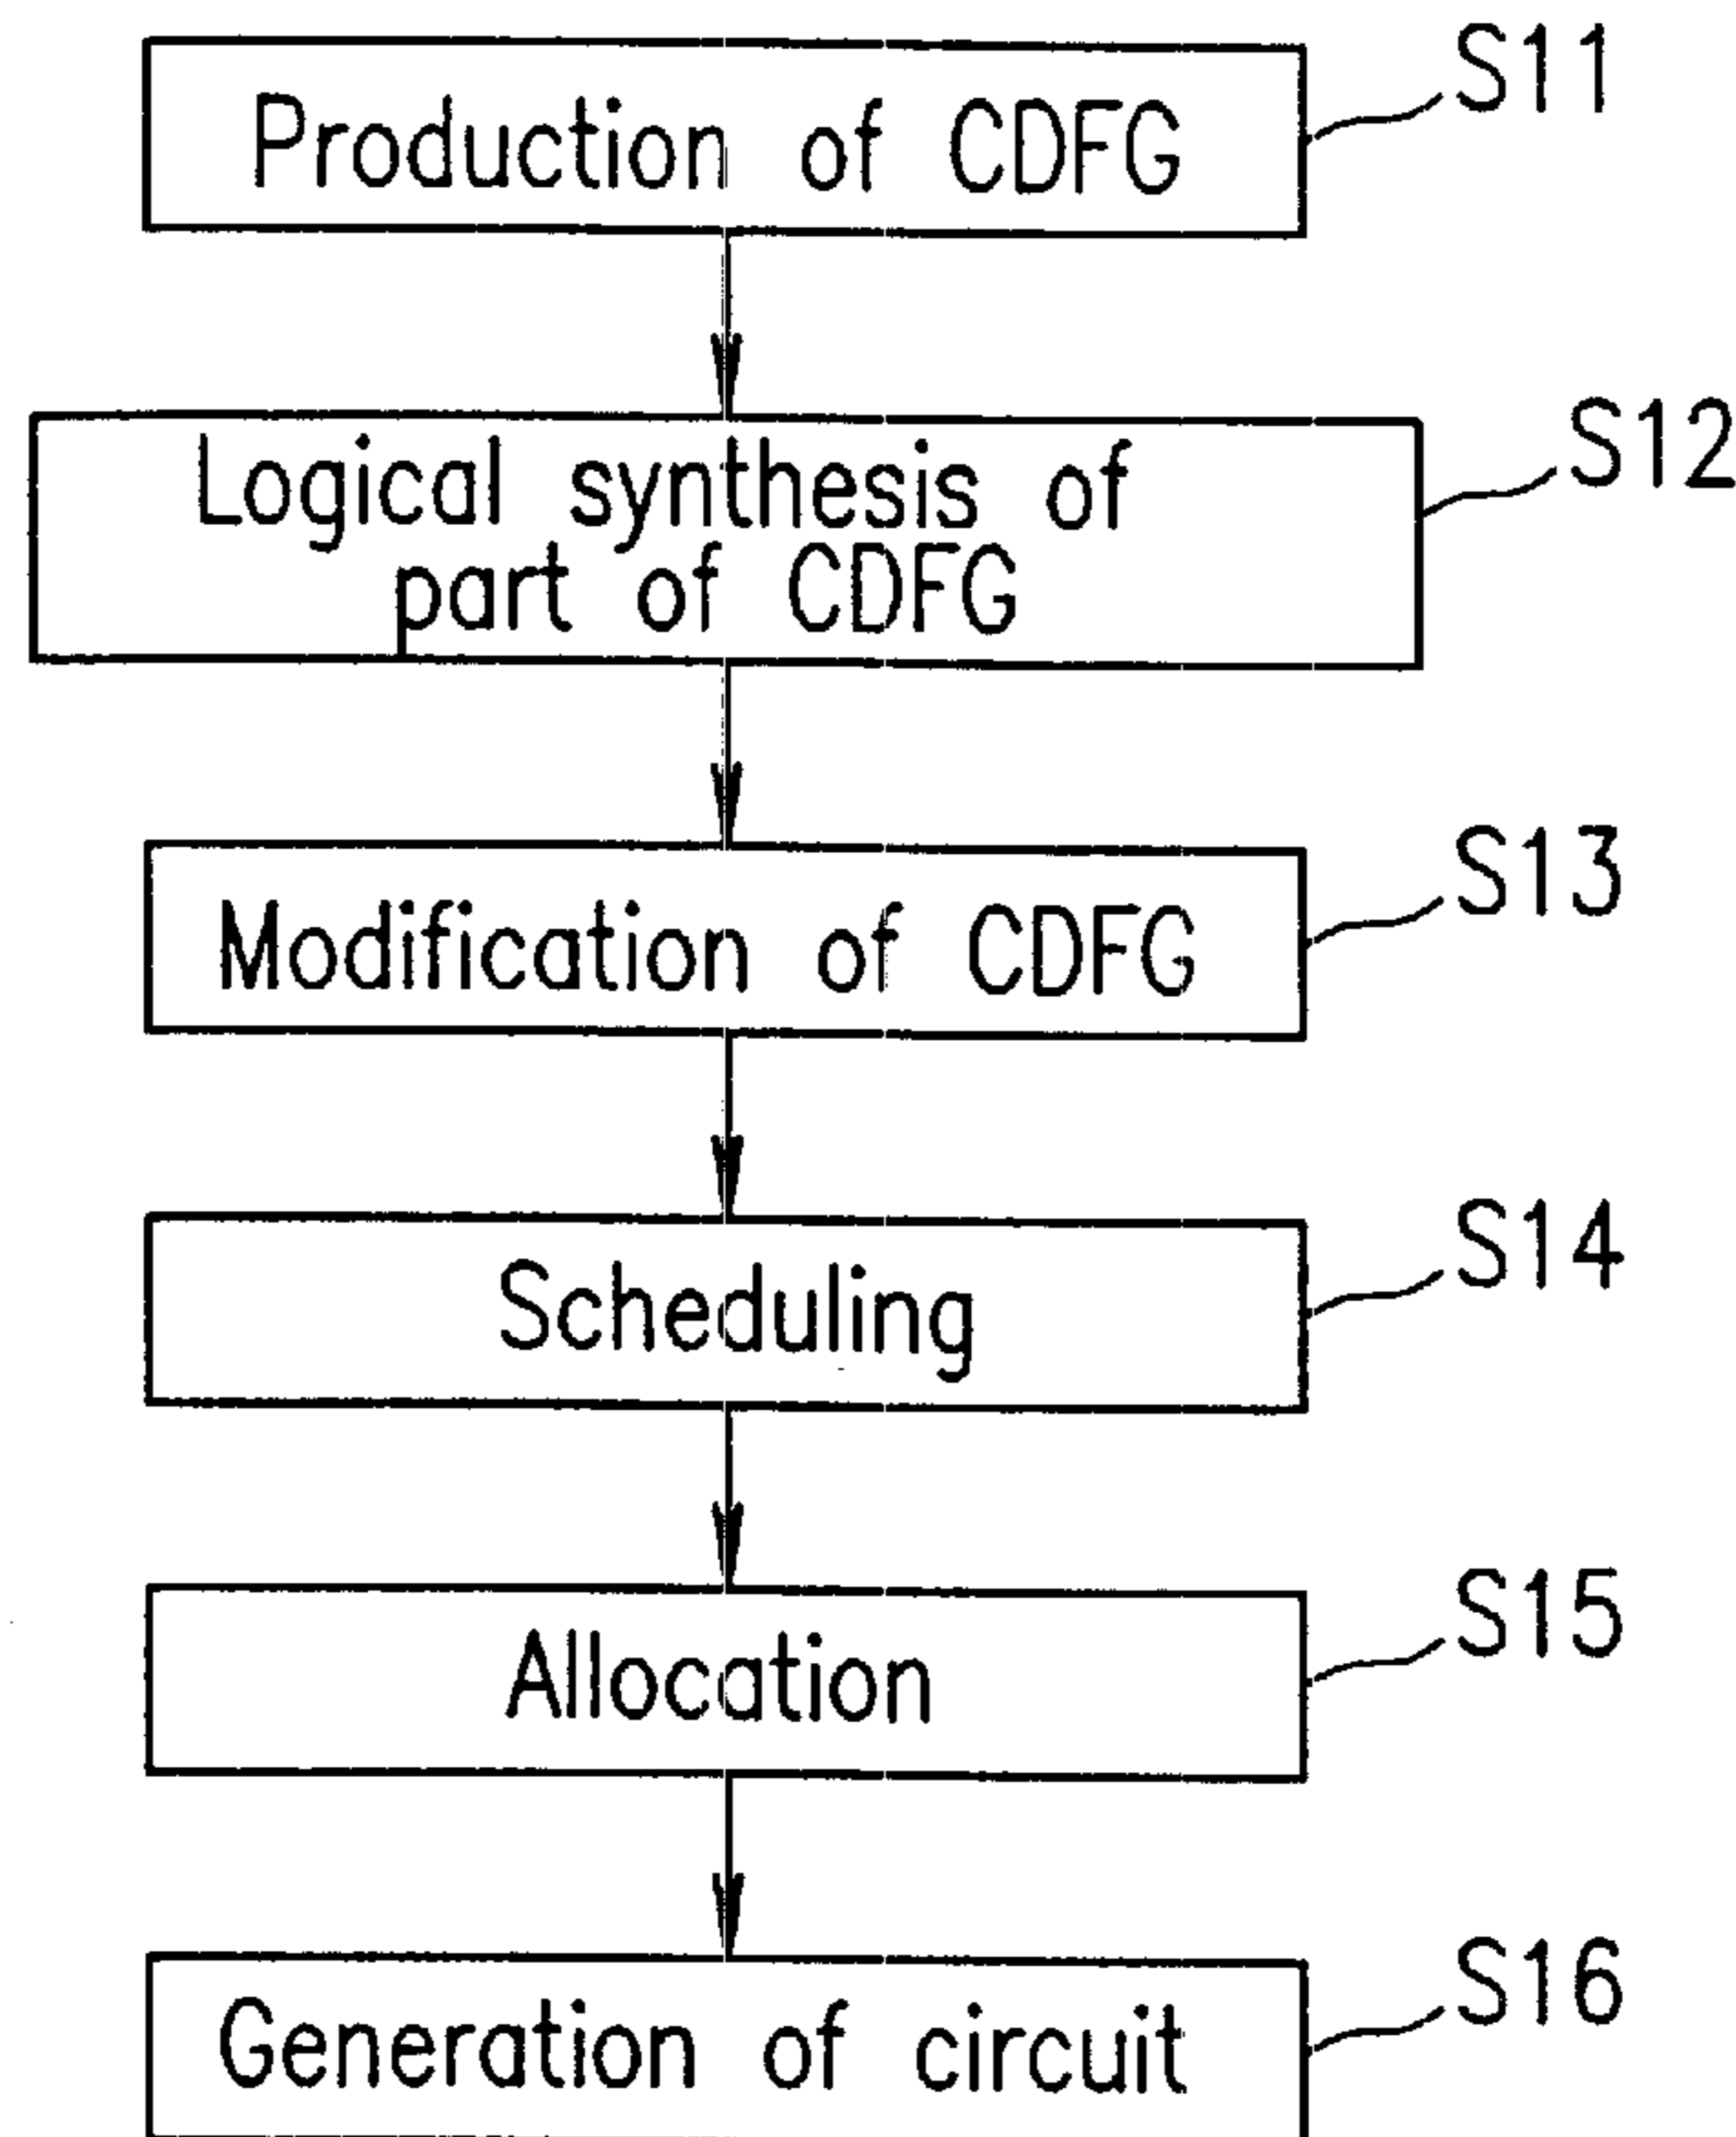 Production of CDFG
S11
Logical synthesis of
part of CDFG
S12
Modification of CDFG
S13
Scheduling
S14
Allocation
S15
Generation of circuit
S16